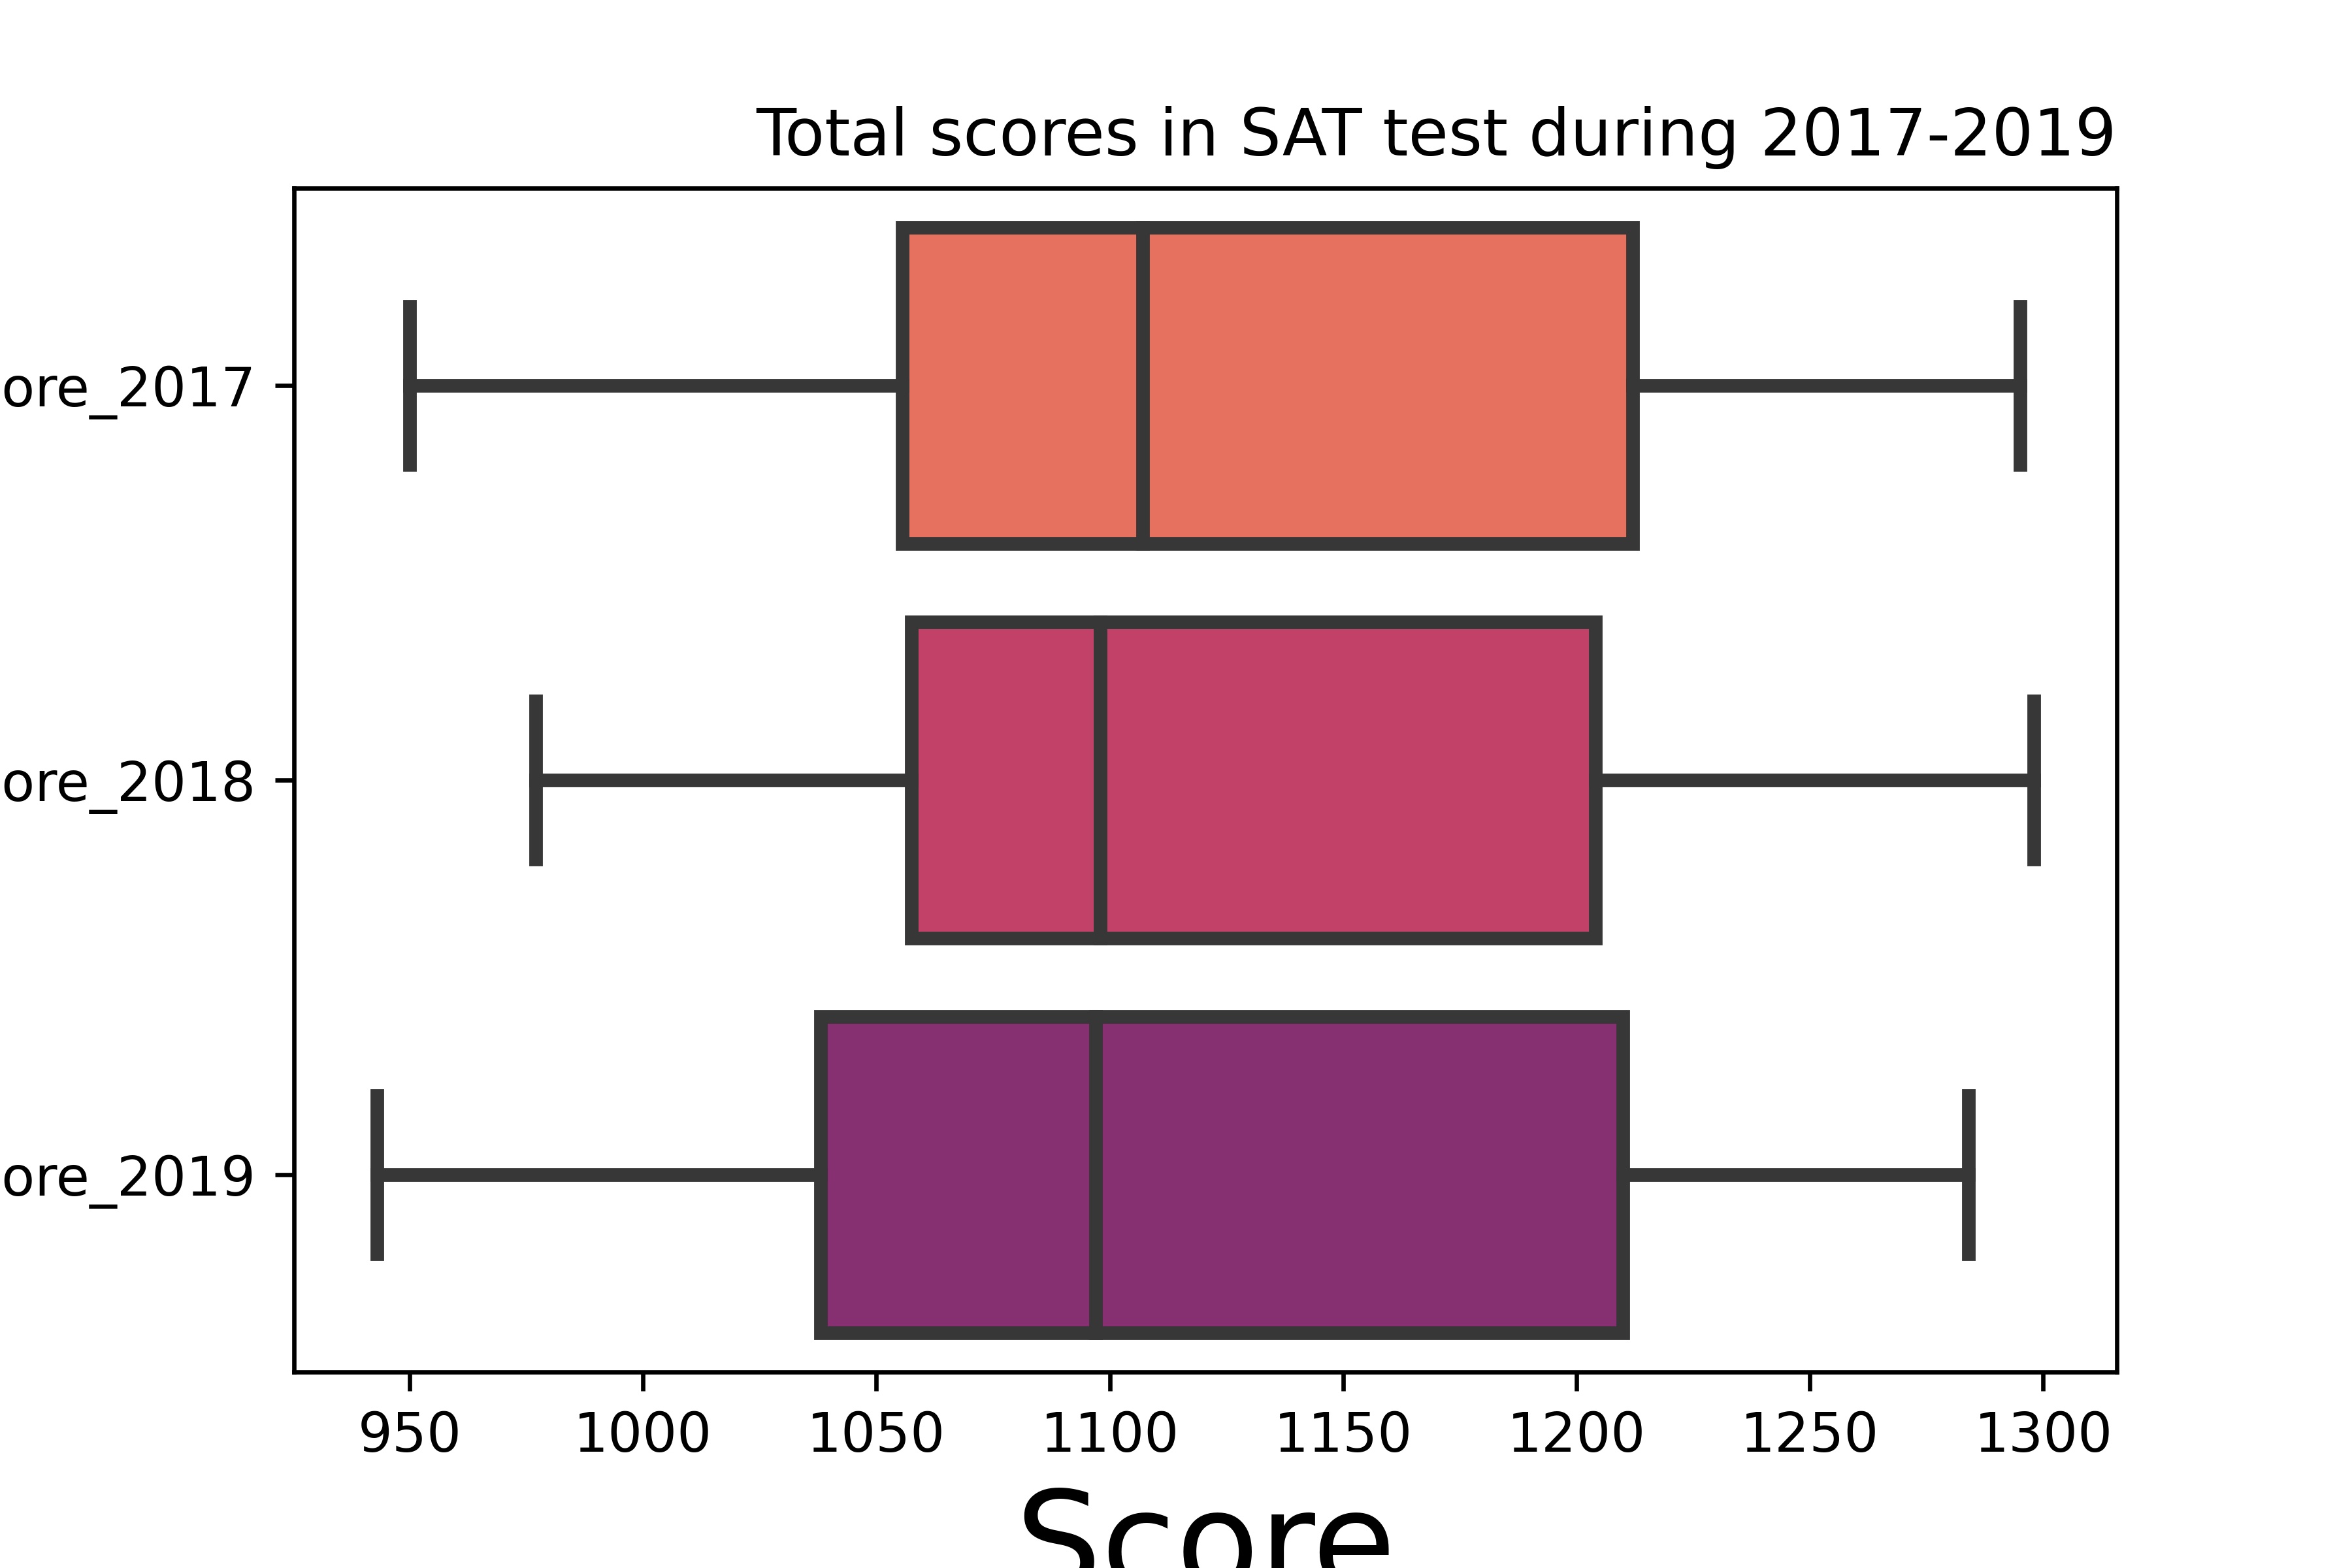 Total scores in SAT test during 2017-2019
ore_2017
ore_2018
ore_2019
950 1000 1050 1100 1150 1200 1250 1300
Score